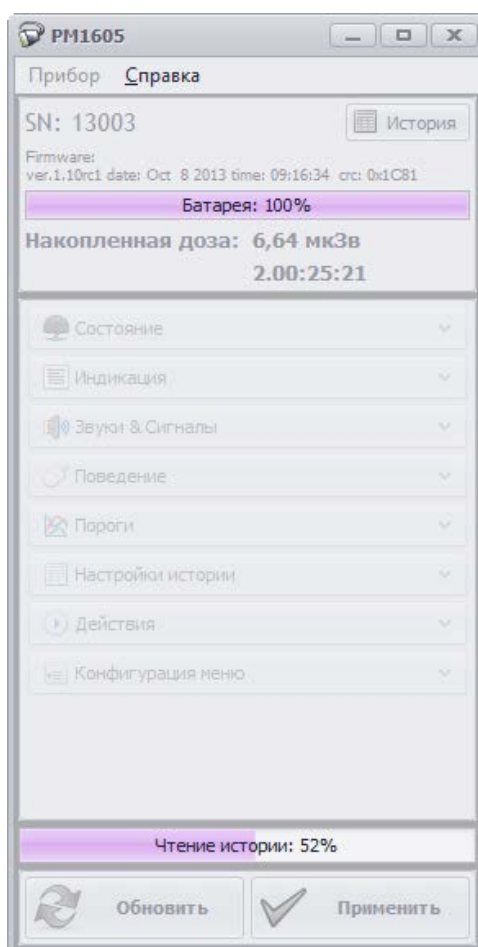 PM1605
Прибор Справка
SN: 13003 История
Firmware:
ver.1.10rc1 date: Oct 8 2013 time: 09:16:34 crc: 0x1C81
Батарея: 100%
Накопленная доза: 6,64 мкЗв
2.00:25:21
Состояние
Индикация
Звуки & Сигналы
Поведение
Пороги
Настройки истории
Действия
Конфигурация меню
Чтение истории: 52%
Обновить Применить